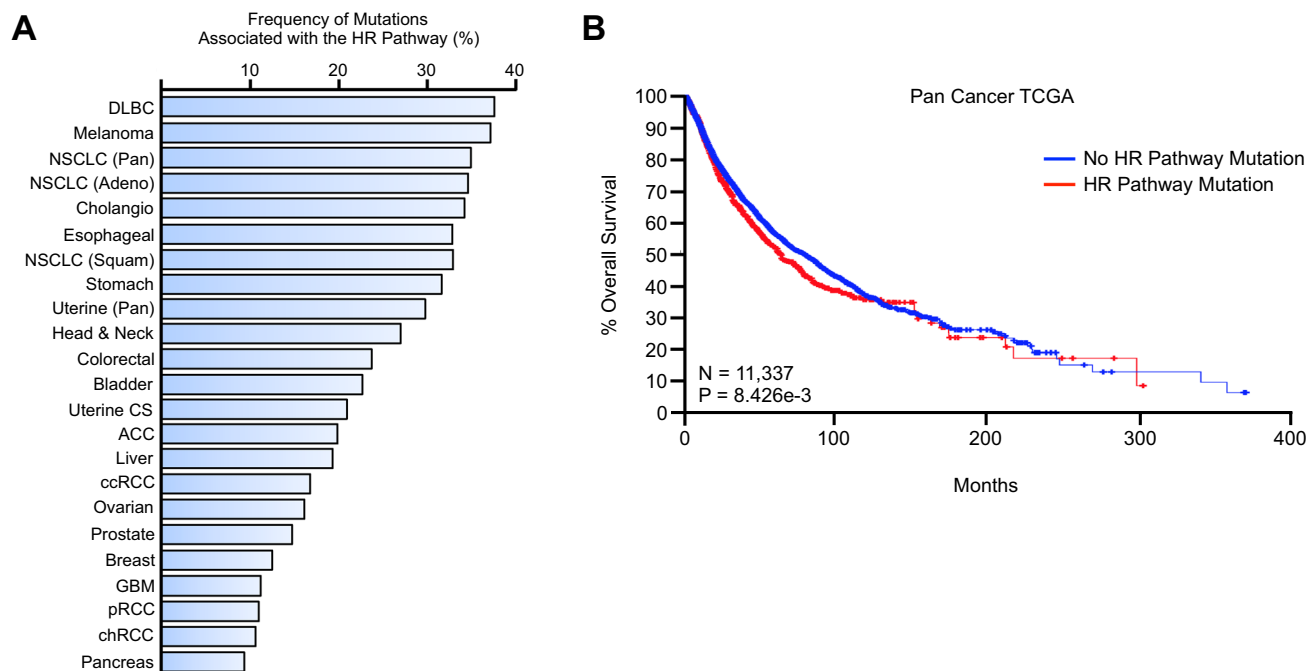 A
Frequency of Mutations
Associated with the HR Pathway (%)
10 20 30 40
DLBC
Melanoma
NSCLC (Pan)
NSCLC (Adeno)
Cholangio
Esophageal
NSCLC (Squam)
Stomach
Uterine (Pan)
Head & Neck
Colorectal
Bladder
Uterine CS
ACC
Liver
ccRCC
Ovarian
Prostate
Breast
GBM
pRCC
chRCC
Pancreas
B
Pan Cancer TCGA
No HR Pathway Mutation
HR Pathway Mutation
% Overall Survival
100
90
80
70
60
50
40
30
20
10
0
N = 11,337
P = 8.426e-3
0 100 200 300 400
Months